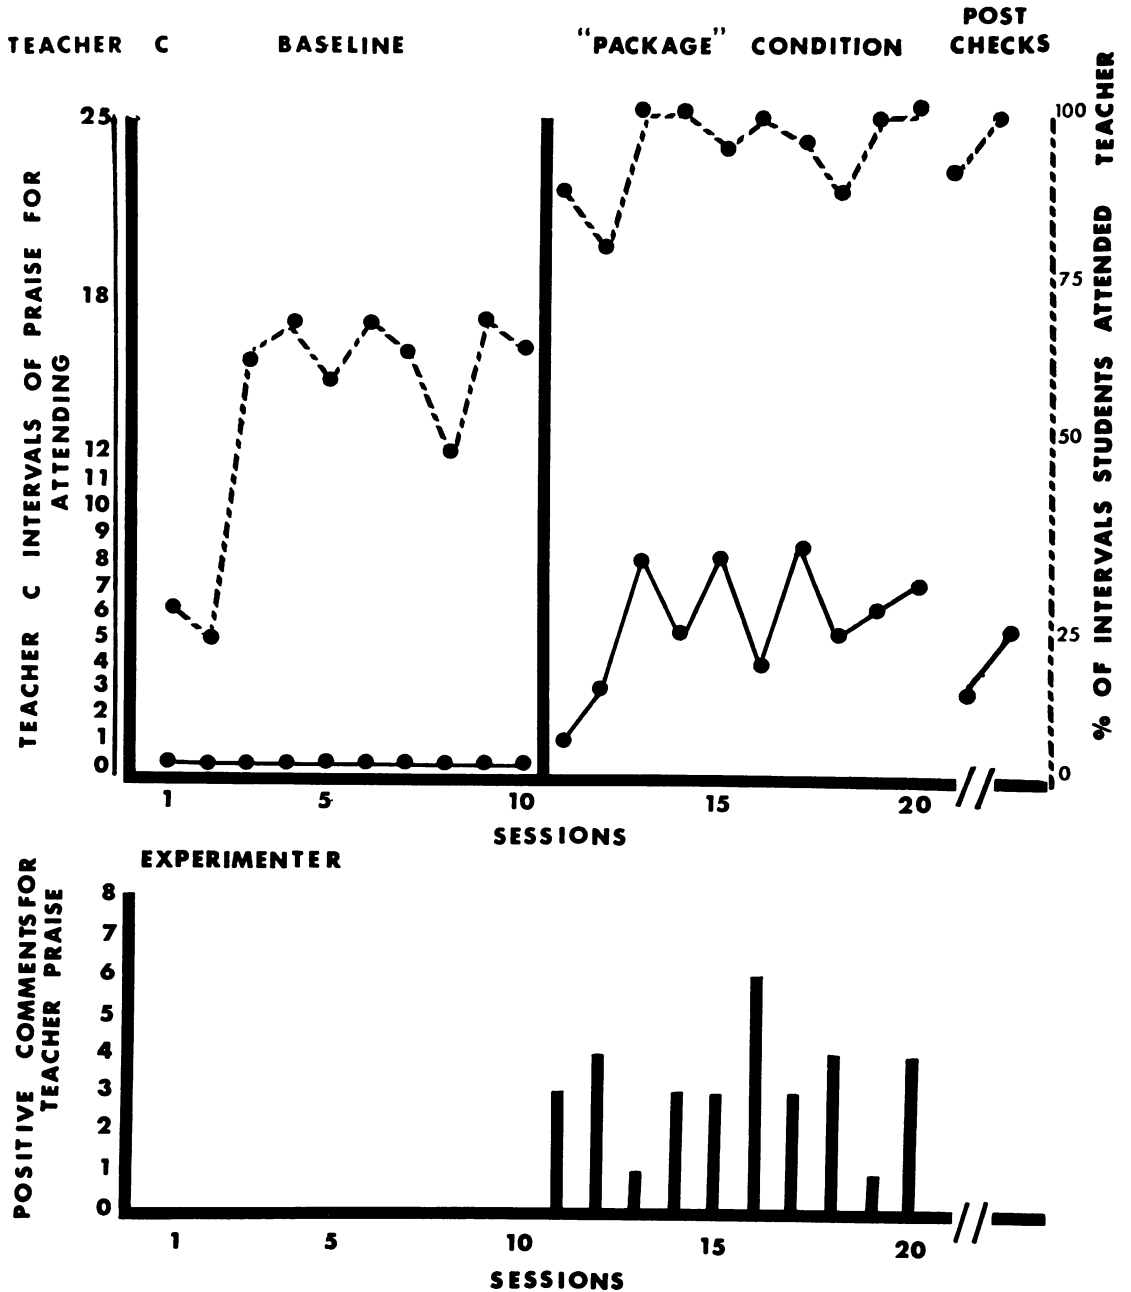 TEACHER C BASELINE "PACKAGE" CONDITION POST
CHECKS
TEACHER C INTERVALS OF PRAISE FOR
ATTENDING
25
18
12
11
10
9
8
7
6
5
4
3
2
1
0
100
75
50
25
0
% OF INTERVALS STUDENTS ATTENDED TEACHER
1 5 10 15 20
SESSIONS
EXPERIMENTER
POSITIVE COMMENTS FOR
TEACHER PRAISE
8
7
6
5
4
3
2
1
0
1 5 10 15 20
SESSIONS